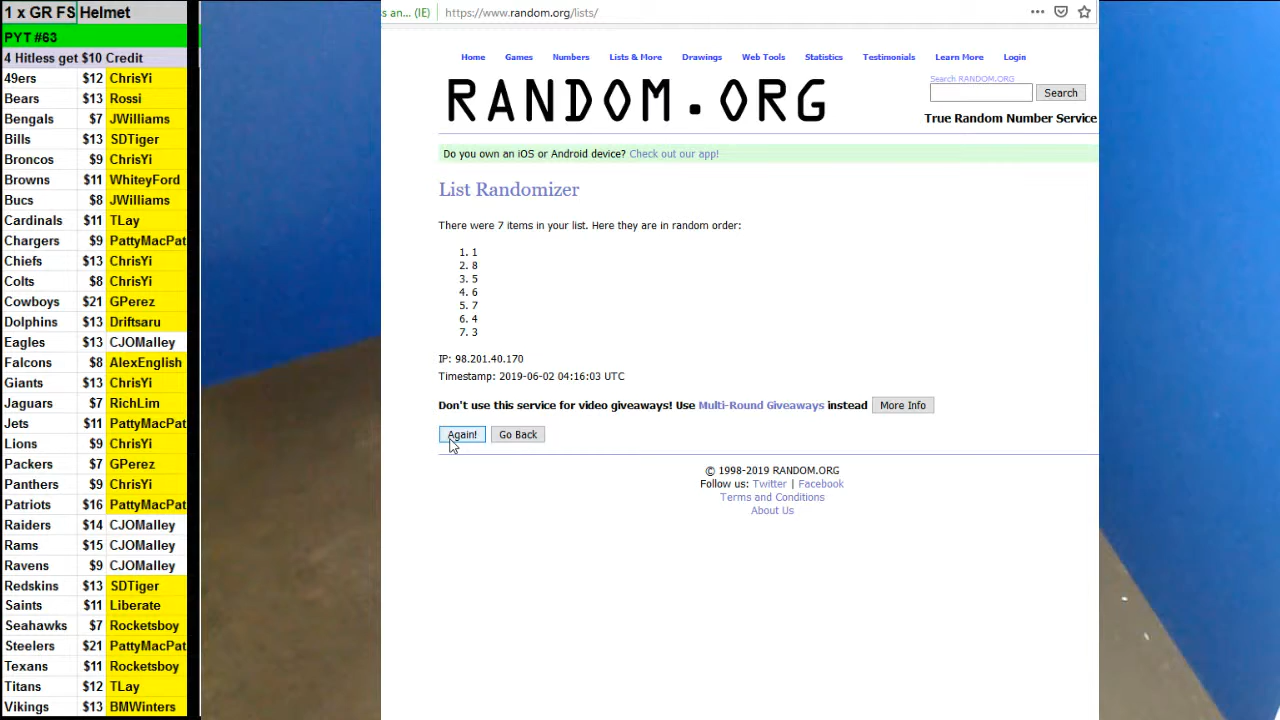 1 x GR FS Helmet
PYT #63
4 Hitless get $10 Credit
49ers $12 ChrisYi
Bears $13 Rossi
Bengals $7 JWilliams
Bills $13 SDTiger
Broncos $9 ChrisYi
Browns $11 WhiteyFord
Bucs $8 JWilliams
Cardinals $11 TLay
Chargers $9 PattyMacPat
Chiefs $13 ChrisYi
Colts $8 ChrisYi
Cowboys $21 GPerez
Dolphins $13 Driftsaru
Eagles $13 CJOMalley
Falcons $8 AlexEnglish
Giants $13 ChrisYi
Jaguars $7 RichLim
Jets $11 PattyMacPat
Lions $9 ChrisYi
Packers $7 GPerez
Panthers $9 ChrisYi
Patriots $16 PattyMacPat
Raiders $14 CJOMalley
Rams $15 CJOMalley
Ravens $9 CJOMalley
Redskins $13 SDTiger
Saints $11 Liberate
Seahawks $7 Rocketsboy
Steelers $21 PattyMacPat
Texans $11 Rocketsboy
Titans $12 TLay
Vikings $13 BMWinters
s an... (IE) https://www.random.org/lists/
Home Games Numbers Lists & More Drawings Web Tools Statistics Testimonials Learn More Login
RANDOM.ORG
Search RANDOM.ORG
Search
True Random Number Service
Do you own an iOS or Android device? Check out our app!
List Randomizer
There were 7 items in your list. Here they are in random order:
1. 1
2. 8
3. 5
4. 6
5. 7
6. 4
7. 3
IP: 98.201.40.170
Timestamp: 2019-06-02 04:16:03 UTC
Don't use this service for video giveaways! Use Multi-Round Giveaways instead More Info
Again! Go Back
© 1998-2019 RANDOM.ORG
Follow us: Twitter | Facebook
Terms and Conditions
About Us